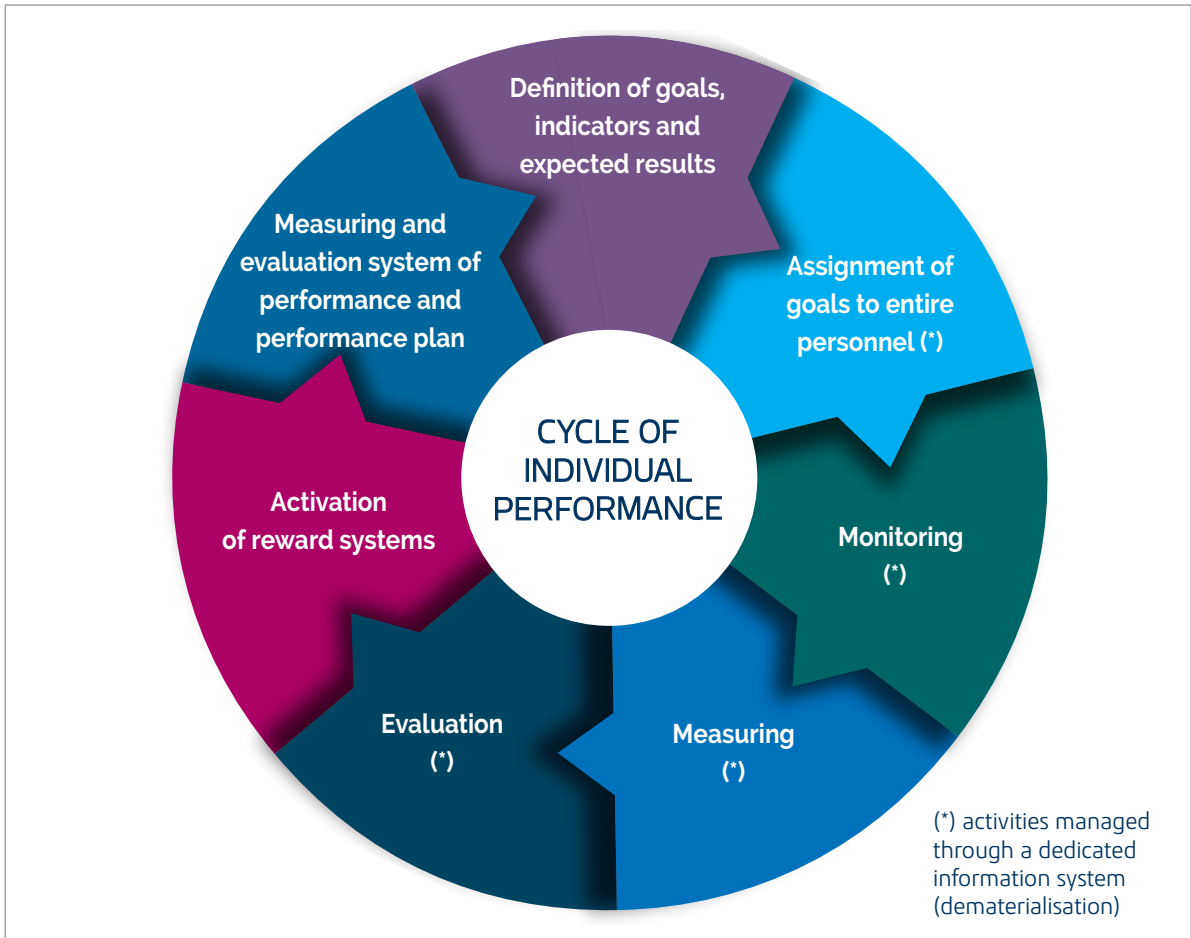 Definition of goals,
indicators and
expected results
Assignment of
goals to entire
personnel (*)
Monitoring
(*)
Measuring
(*)
Evaluation
(*)
Activation
of reward systems
Measuring and
evaluation system of
performance and
performance plan
CYCLE OF
INDIVIDUAL
PERFORMANCE
(*) activities managed
through a dedicated
information system
(dematerialisation)